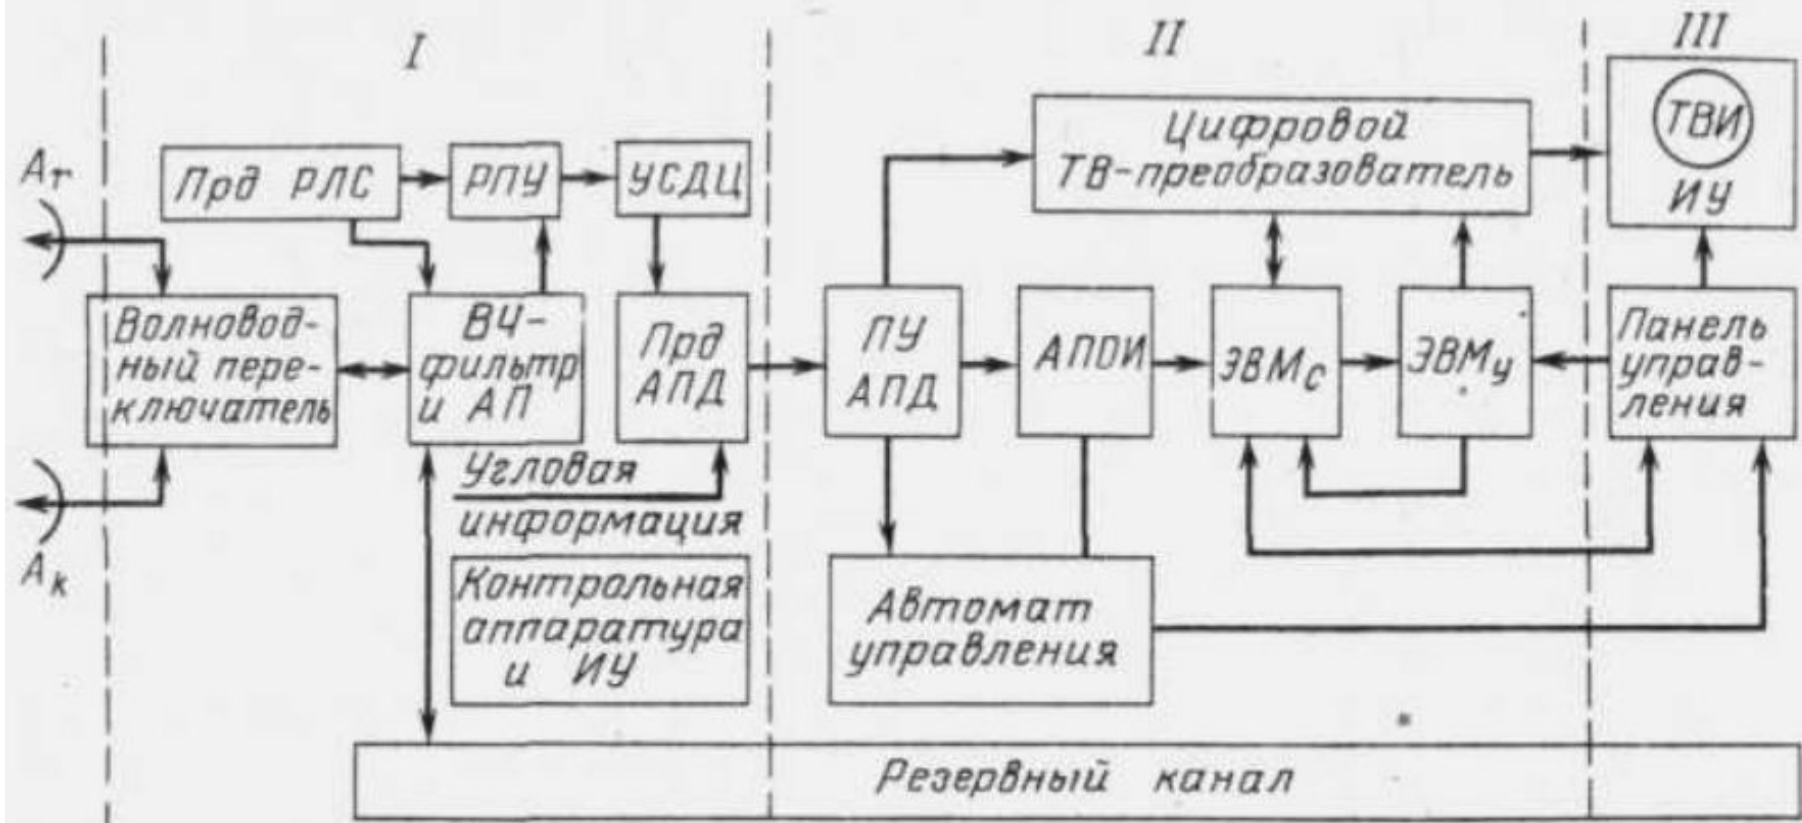 I
II
III
Aт
Прд РЛС
РПУ
УСДЦ
Цифровой
ТВ-преобразователь
ТВИ
ИУ
Волновод-
ный пере-
ключатель
ВЧ-
фильтр
и АП
Прд
АПД
ПУ
АПД
АПОИ
ЭВМс
ЭВМу
Панель
управ-
ления
Угловая
информация
Aк
Контрольная
аппаратура
и ИУ
Автомат
управления
Резервный канал